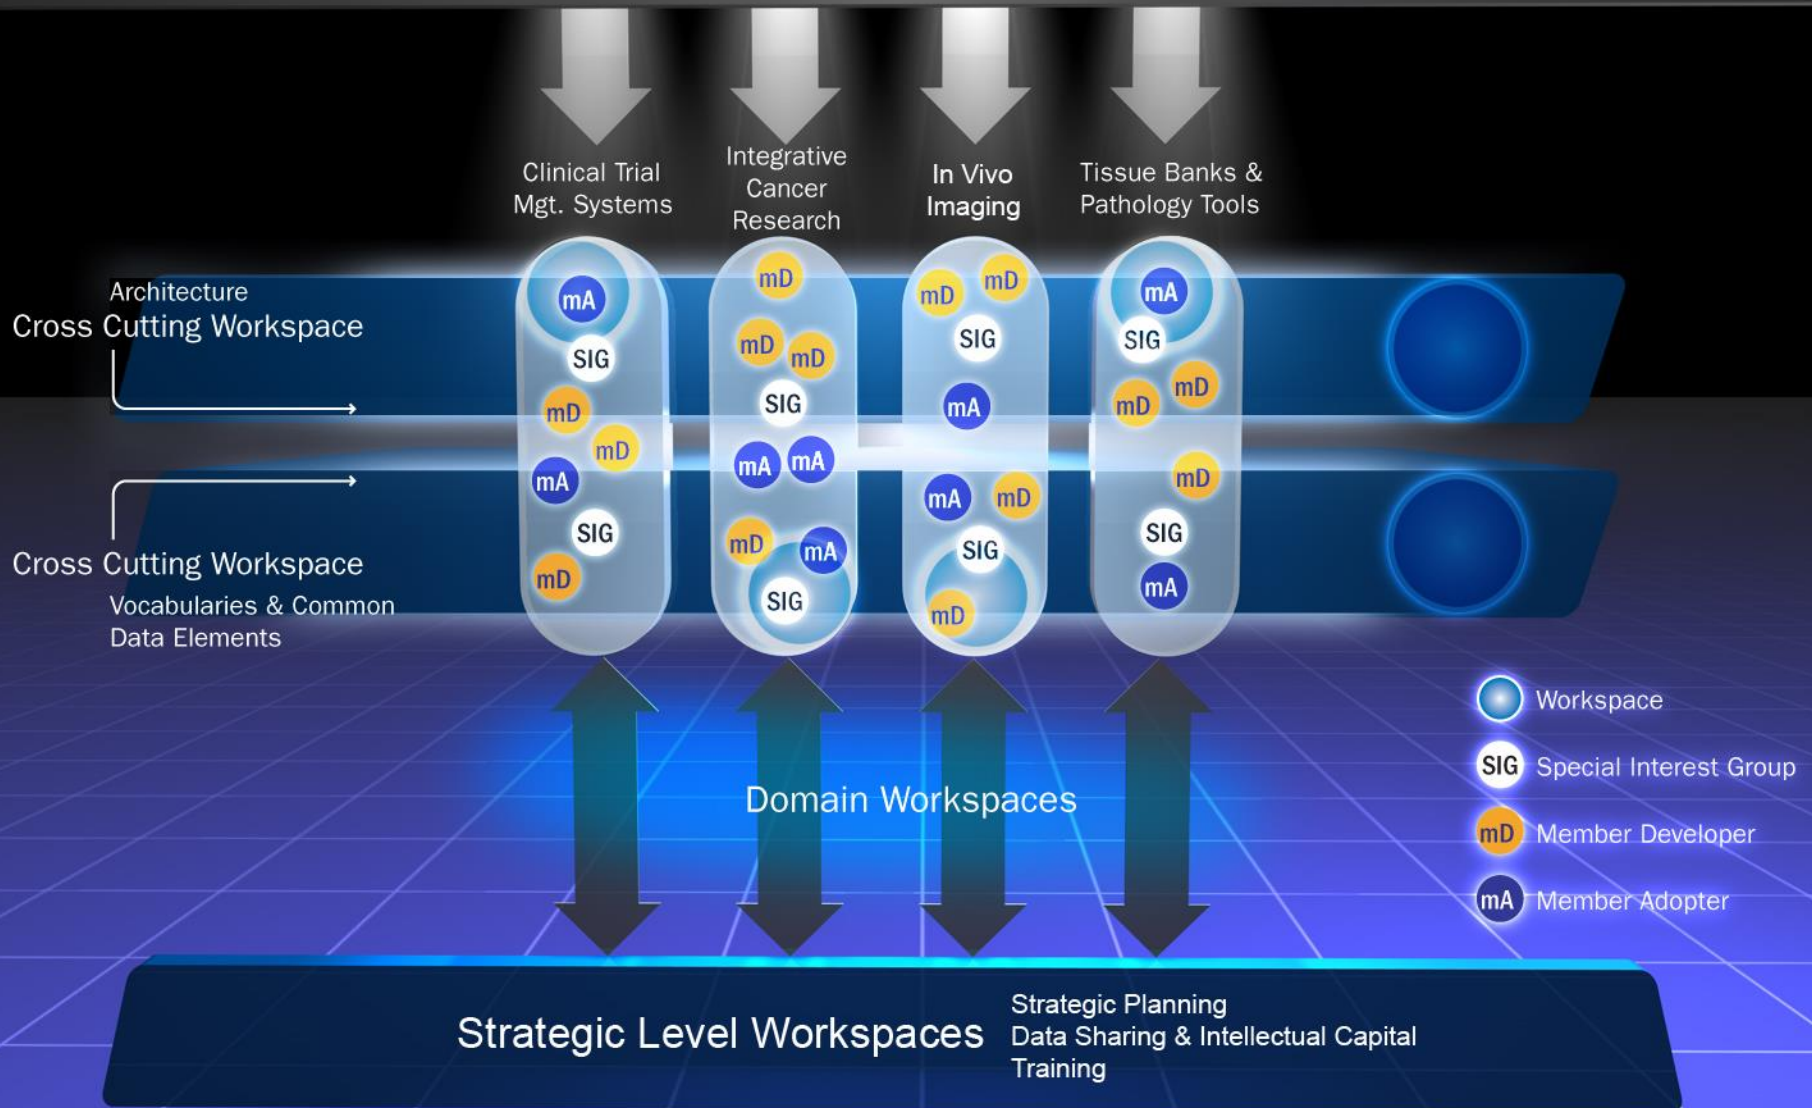 Clinical Trial
Mgt. Systems
Integrative
Cancer
Research
In Vivo
Imaging
Tissue Banks &
Pathology Tools
Architecture
Cross Cutting Workspace
Cross Cutting Workspace
Vocabularies & Common
Data Elements
mA
SIG
mD
mD
mA
SIG
mD
mD
mD
mD
SIG
mA
mA
mD
mA
SIG
mD
mD
SIG
mA
mA
mD
SIG
mD
mA
SIG
mD
mD
mD
SIG
mA
Domain Workspaces
Workspace
SIG Special Interest Group
mD Member Developer
mA Member Adopter
Strategic Level Workspaces
Strategic Planning
Data Sharing & Intellectual Capital
Training